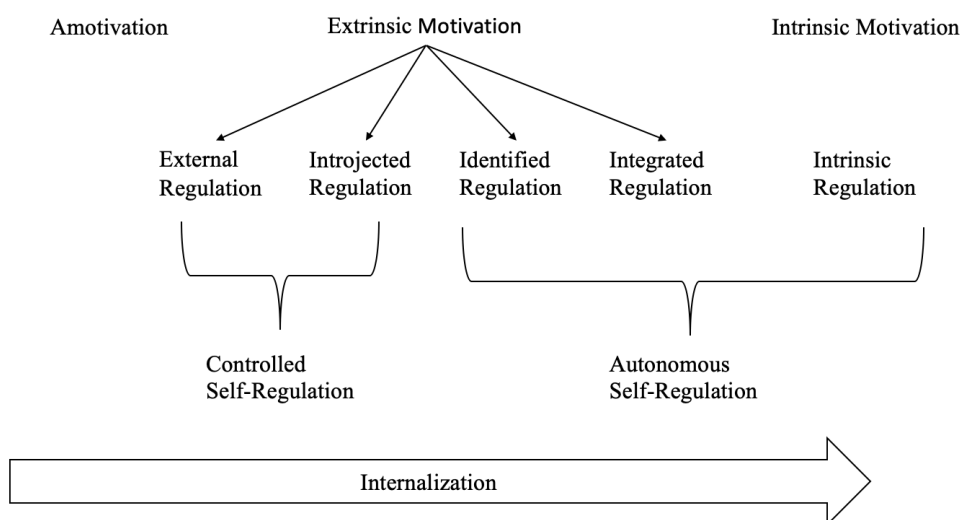 Amotivation
Extrinsic Motivation
Intrinsic Motivation
External
Regulation
Introjected
Regulation
Identified
Regulation
Integrated
Regulation
Intrinsic
Regulation
Controlled
Self-Regulation
Autonomous
Self-Regulation
Internalization